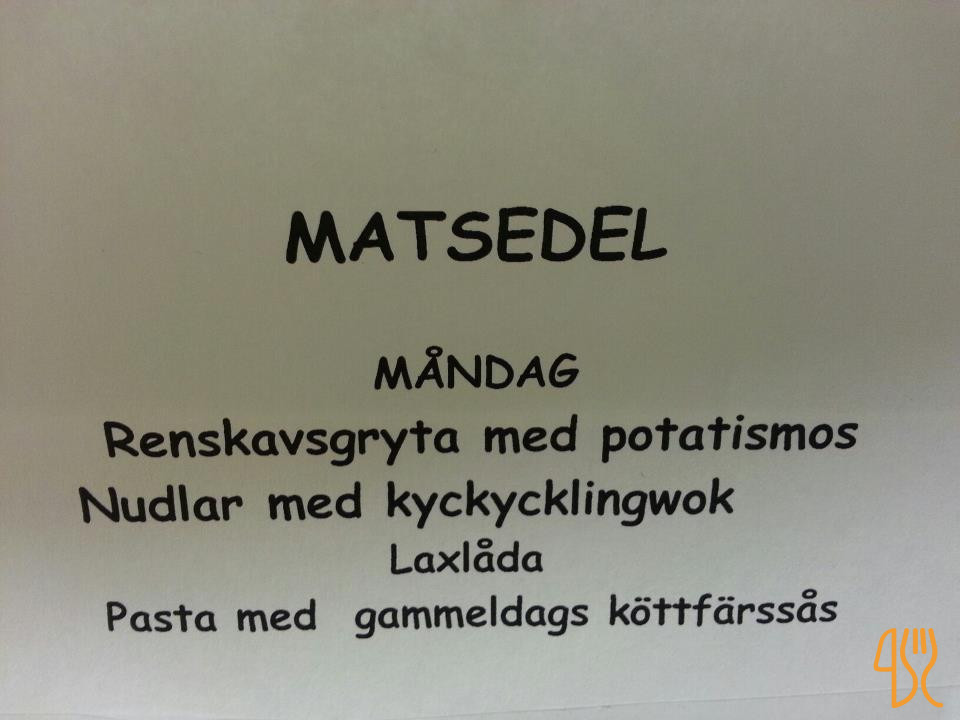 MATSEDEL
MÅNDAG
Renskavsgryta med potatismos
Nudlar med kyckycklingwok
Laxlåda
Pasta med gammeldags köttfärssås